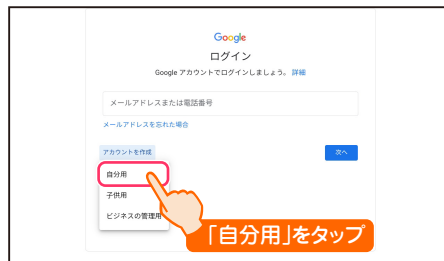 Google
ログイン
Google アカウントでログインしましょう。 詳細
メールアドレスまたは電話番号
メールアドレスを忘れた場合
アカウントを作成
次へ
自分用
子供用
ビジネスの管理用
「自分用」をタップ